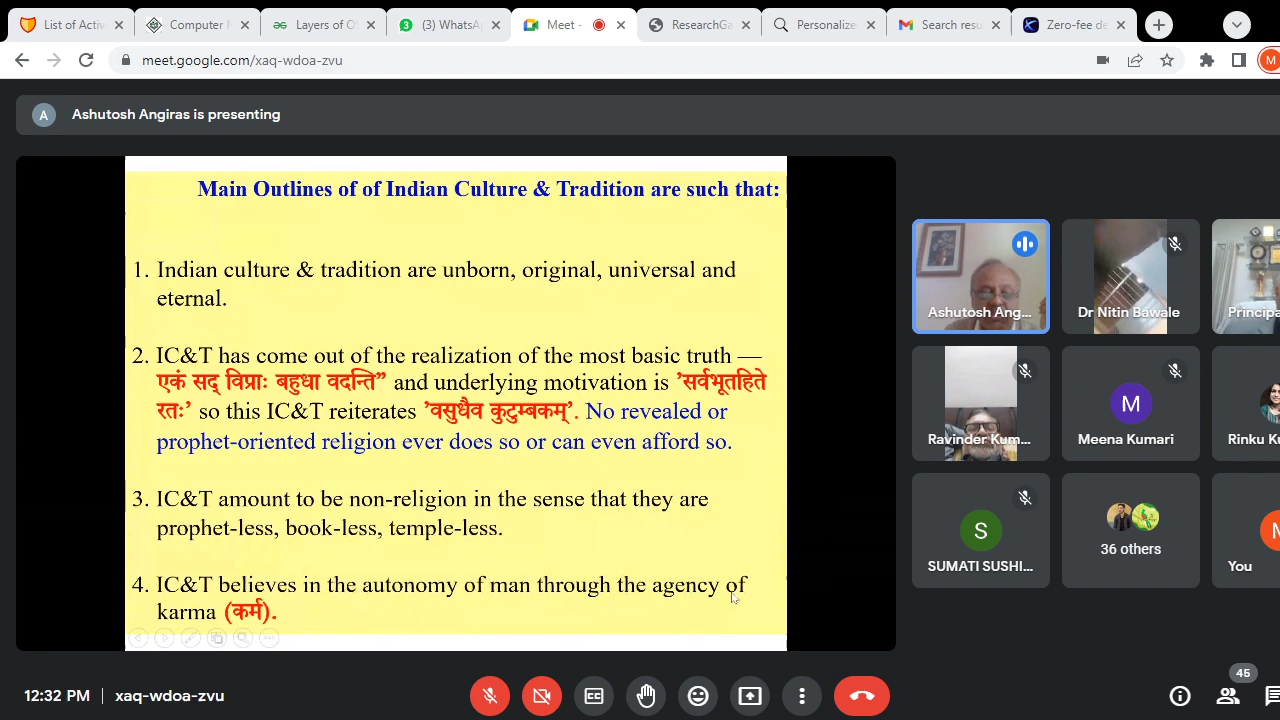 List of Activ
Computer
Layers of OS
(3) WhatsAp
Meet -
ResearchGa
Personalize
Search resu
Zero-fee de
meet.google.com/xaq-wdoa-zvu
M
A
Ashutosh Angiras is presenting
Main Outlines of of Indian Culture & Tradition are such that:
1. Indian culture & tradition are unborn, original, universal and
eternal.
2. IC&T has come out of the realization of the most basic truth —
एकं सद् विप्राः बहुधा वदन्ति” and underlying motivation is ’सर्वभूतहिते
रतः’ so this IC&T reiterates ’वसुधैव कुटुम्बकम्’. No revealed or
prophet-oriented religion ever does so or can even afford so.
3. IC&T amount to be non-religion in the sense that they are
prophet-less, book-less, temple-less.
4. IC&T believes in the autonomy of man through the agency of
karma (कर्म).
Ashutosh Ang...
Dr Nitin Bawale
Principa
Ravinder Kum...
M
Meena Kumari
Rinku K
S
SUMATI SUSHI...
36 others
You
12:32 PM | xaq-wdoa-zvu
45